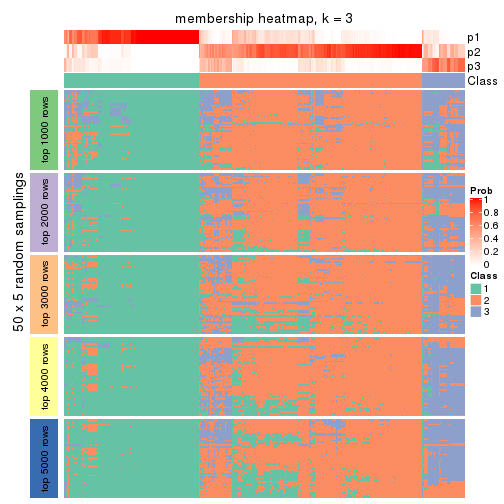 membership heatmap, k = 3
p1
p2
p3
Class
50 x 5 random samplings
top 1000 rows
top 2000 rows
top 3000 rows
top 4000 rows
top 5000 rows
Prob
1
0.8
0.6
0.4
0.2
0
Class
1
2
3